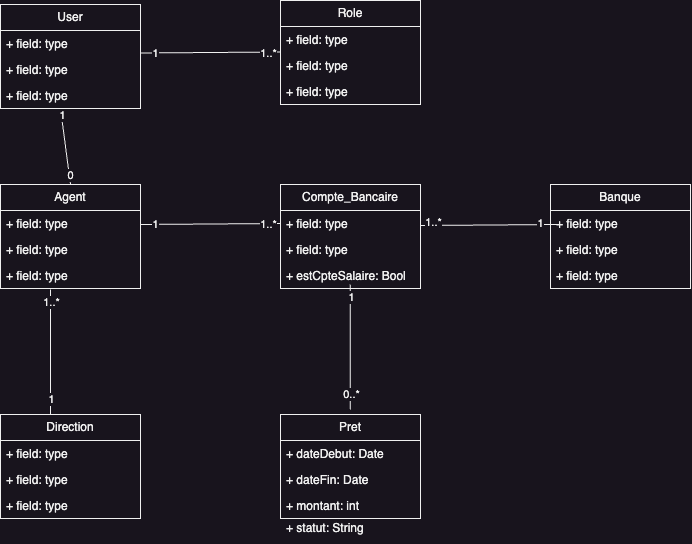 User
+ field: type
+ field: type
+ field: type
Role
+ field: type
+ field: type
+ field: type
1
1..*
1
0
Agent
+ field: type
+ field: type
+ field: type
1
1..*
Compte_Bancaire
+ field: type
+ field: type
+ estCpteSalaire: Bool
1..*
1
Banque
+ field: type
+ field: type
+ field: type
1..*
1
1
0..*
Direction
+ field: type
+ field: type
+ field: type
Pret
+ dateDebut: Date
+ dateFin: Date
+ montant: int
+ statut: String